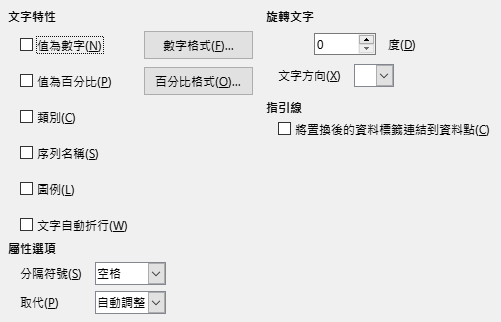 文字特性
值為數字(N)
數字格式(F)...
值為百分比(P)
百分比格式(O)...
類別(C)
序列名稱(S)
圖例(L)
文字自動折行(W)
屬性選項
分隔符號(S)
空格
取代(P)
自動調整
旋轉文字
0
度(D)
文字方向(X)
指引線
將置換後的資料標籤連結到資料點(C)